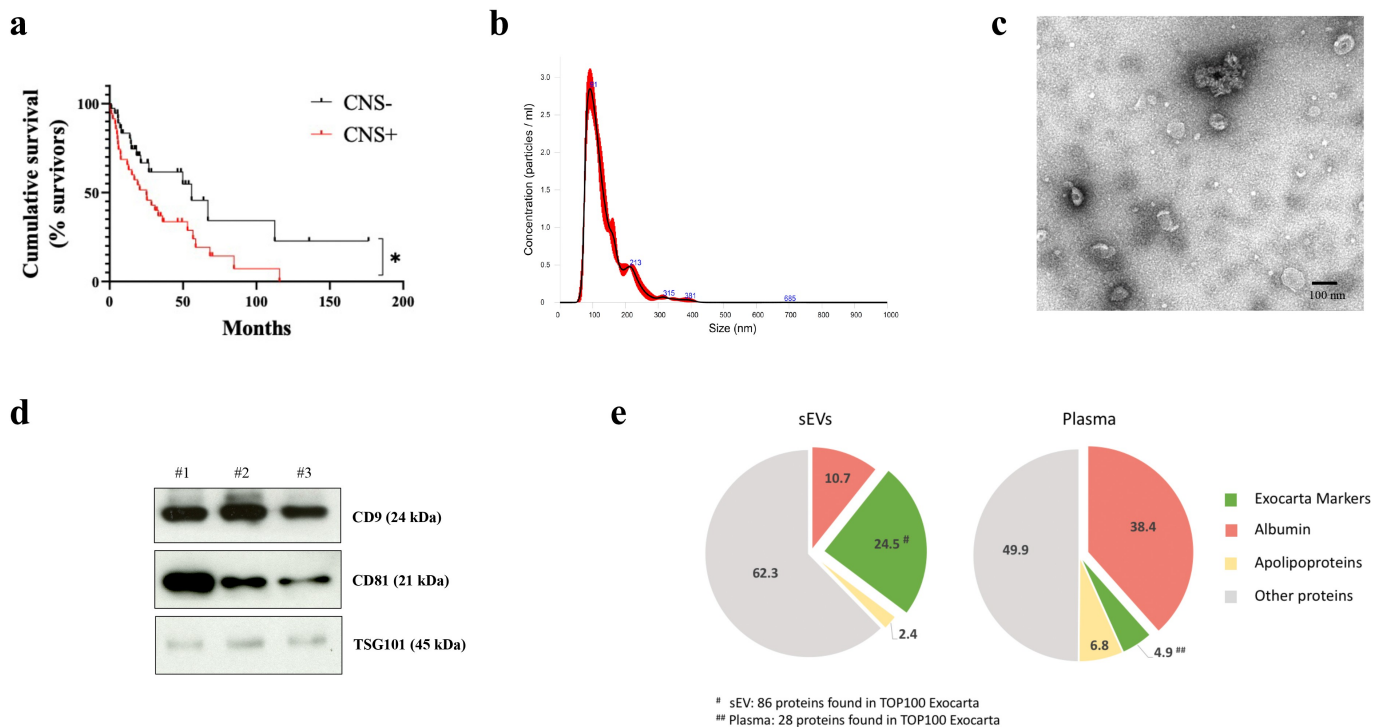 a
Cumulative survival
(% survivors)
100
50
0
0
50
100
150
200
Months
CNS-
CNS+
*
b
Concentration (particles / ml)
3.0
2.5
2.0
1.5
1.0
0.5
0
213
315
381
685
0
100
200
300
400
500
600
700
800
900
1000
Size (nm)
c
100 nm
d
#1 #2 #3
CD9 (24 kDa)
CD81 (21 kDa)
TSG101 (45 kDa)
e
sEVs
10.7
24.5 #
62.3
2.4
Plasma
38.4
49.9
6.8
4.9 ##
Exocarta Markers
Albumin
Apolipoproteins
Other proteins
# sEV: 86 proteins found in TOP100 Exocarta
## Plasma: 28 proteins found in TOP100 Exocarta